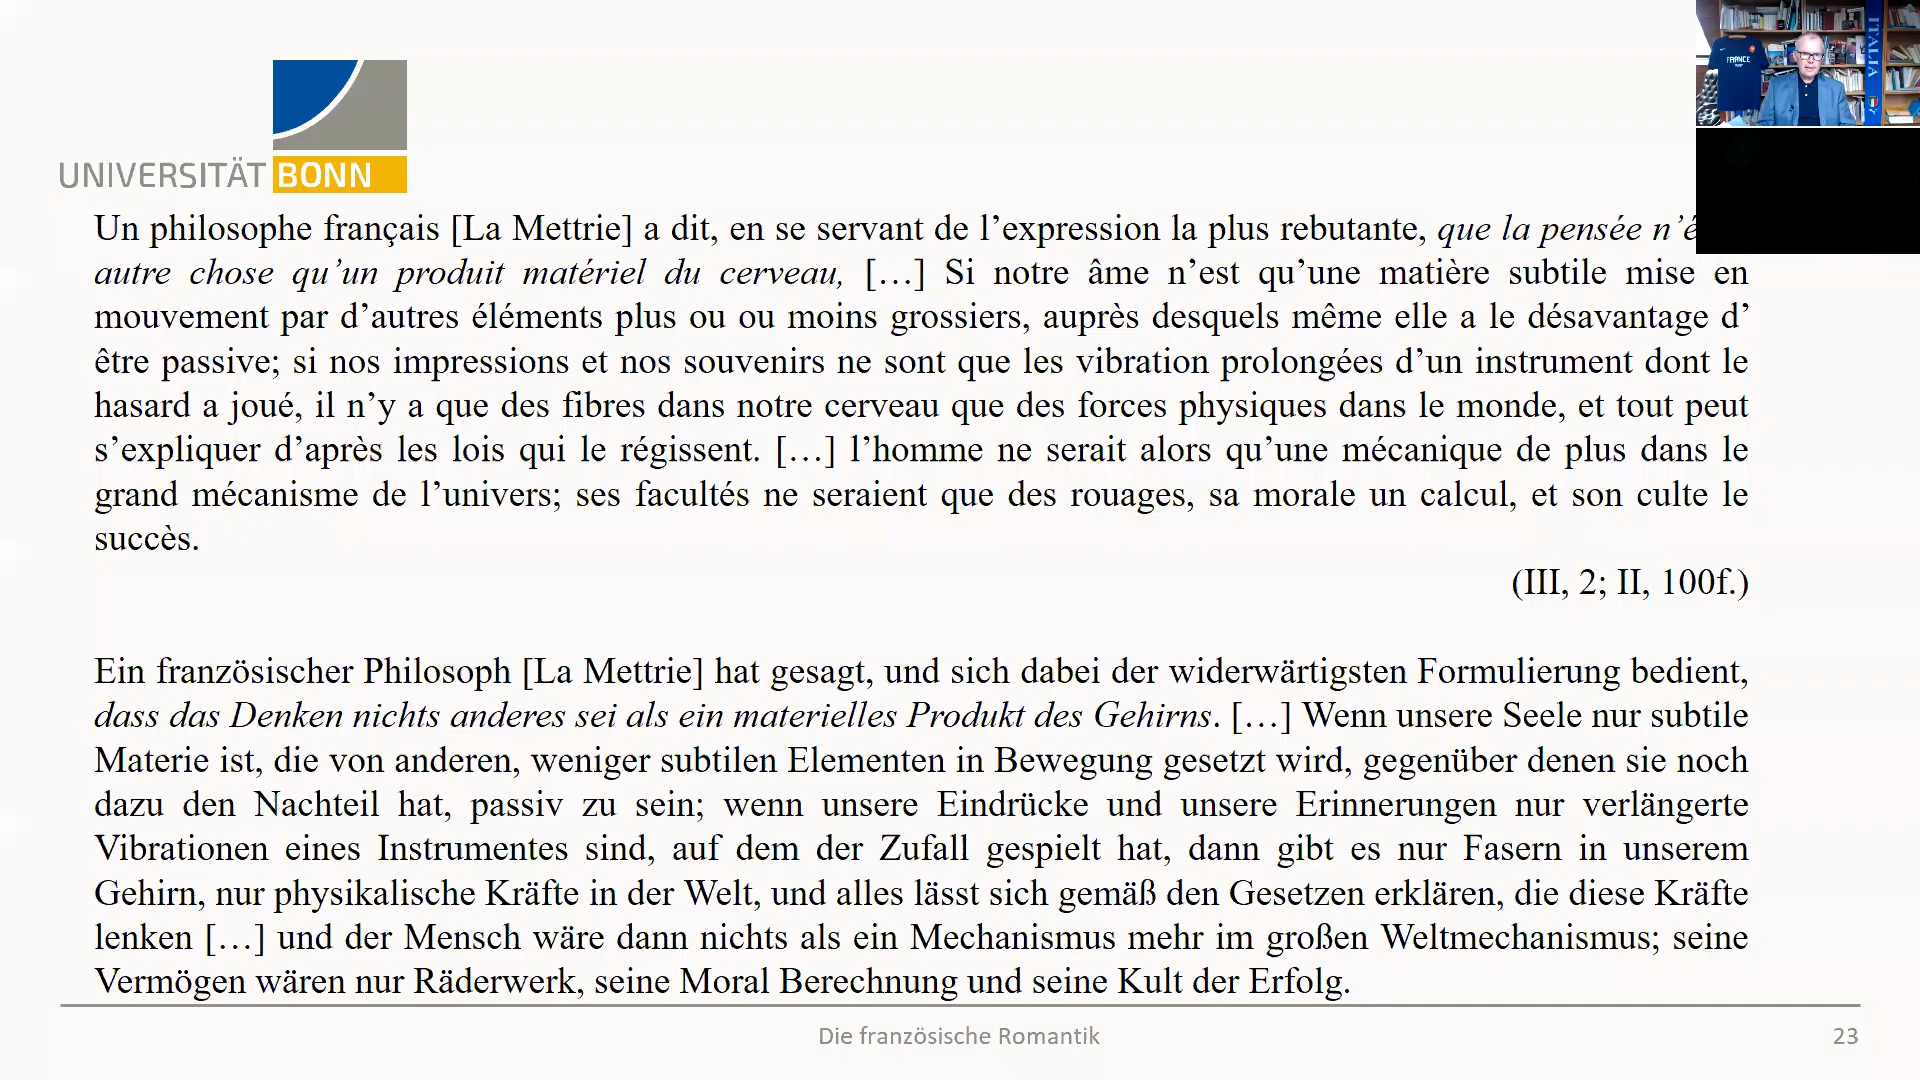 UNIVERSITÄT BONN
FRANCE
ITALIA
Un philosophe français [La Mettrie] a dit, en se servant de l’expression la plus rebutante, que la pensée n’é
autre chose qu’un produit matériel du cerveau, […] Si notre âme n’est qu’une matière subtile mise en
mouvement par d’autres éléments plus ou ou moins grossiers, auprès desquels même elle a le désavantage d’
être passive; si nos impressions et nos souvenirs ne sont que les vibration prolongées d’un instrument dont le
hasard a joué, il n’y a que des fibres dans notre cerveau que des forces physiques dans le monde, et tout peut
s’expliquer d’après les lois qui le régissent. […] l’homme ne serait alors qu’une mécanique de plus dans le
grand mécanisme de l’univers; ses facultés ne seraient que des rouages, sa morale un calcul, et son culte le
succès.
(III, 2; II, 100f.)
Ein französischer Philosoph [La Mettrie] hat gesagt, und sich dabei der widerwärtigsten Formulierung bedient,
dass das Denken nichts anderes sei als ein materielles Produkt des Gehirns. […] Wenn unsere Seele nur subtile
Materie ist, die von anderen, weniger subtilen Elementen in Bewegung gesetzt wird, gegenüber denen sie noch
dazu den Nachteil hat, passiv zu sein; wenn unsere Eindrücke und unsere Erinnerungen nur verlängerte
Vibrationen eines Instrumentes sind, auf dem der Zufall gespielt hat, dann gibt es nur Fasern in unserem
Gehirn, nur physikalische Kräfte in der Welt, und alles lässt sich gemäß den Gesetzen erklären, die diese Kräfte
lenken […] und der Mensch wäre dann nichts als ein Mechanismus mehr im großen Weltmechanismus; seine
Vermögen wären nur Räderwerk, seine Moral Berechnung und seine Kult der Erfolg.
Die französische Romantik
23